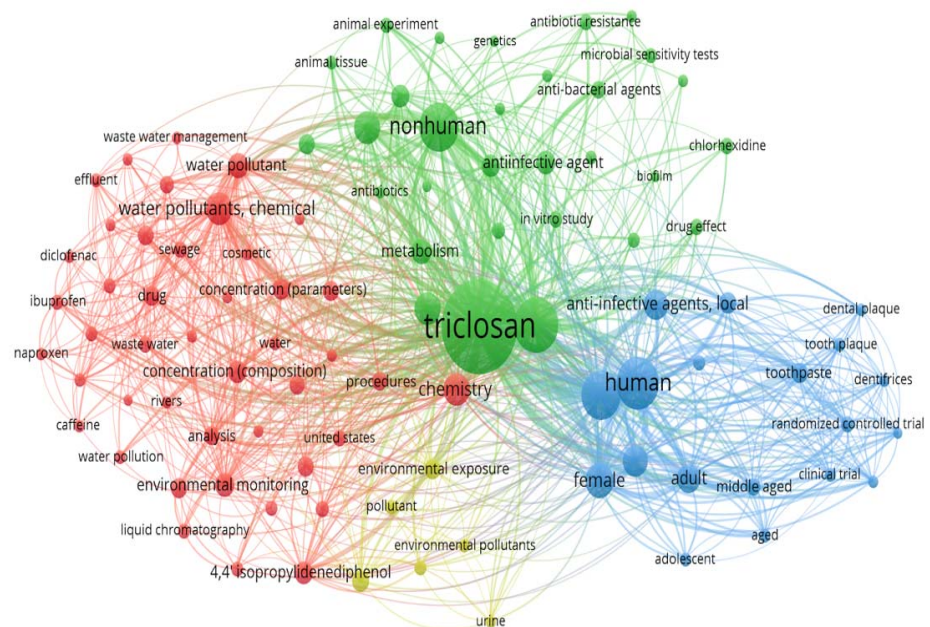 animal experiment
antibiotic resistance
genetics
microbial sensitivity tests
animal tissue
anti-bacterial agents
nonhuman
waste water management
chlorhexidine
water pollutant
antiinfective agent
effluent
biofilm
antibiotics
water pollutants, chemical
in vitro study
drug effect
sewage
cosmetic
metabolism
diclofenac
concentration (parameters)
drug
ibuprofen
anti-infective agents, local
dental plaque
triclosan
water
waste water
tooth plaque
naproxen
concentration (composition)
procedures
chemistry
human
toothpaste
dentifrices
rivers
caffeine
randomized controlled trial
analysis
united states
water pollution
environmental exposure
clinical trial
environmental monitoring
female
adult
middle aged
pollutant
liquid chromatography
aged
environmental pollutants
adolescent
4,4' isopropylidenediphenol
urine